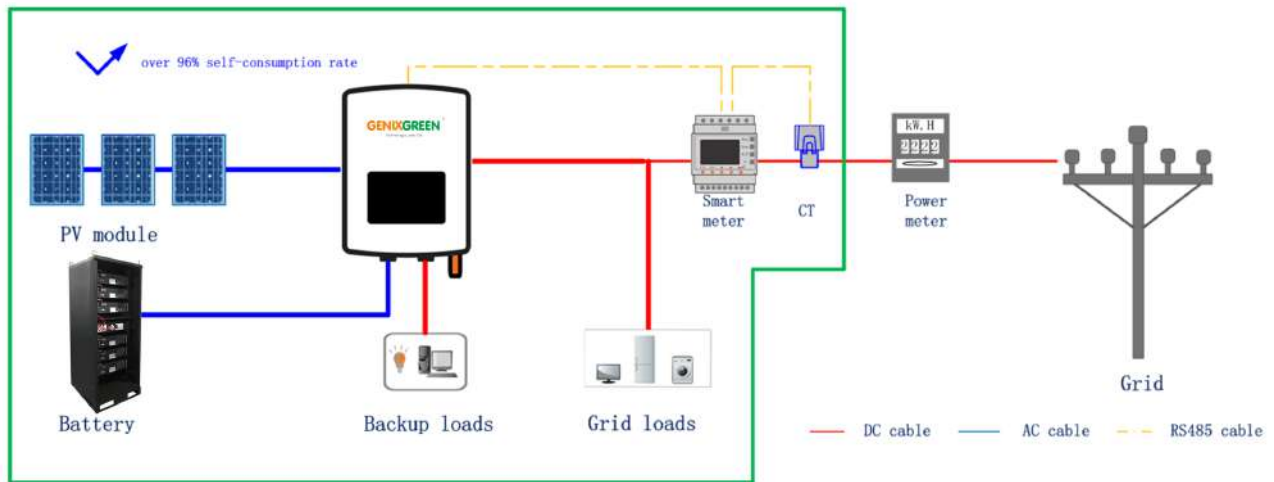 over 96% self-consumption rate
GENIXGREEN
kW.H
2222
PV module
Smart
meter
CT
Power
meter
Battery
Backup loads
Grid loads
Grid
DC cable
AC cable
RS485 cable